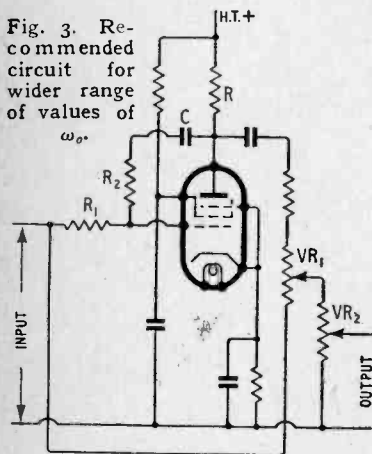 Fig. 3. Re-
commended
circuit for
wider range
of values of
ω₀.
H.T.+
R
C
R₂
R₁
VR₁
VR₂
INPUT
OUTPUT